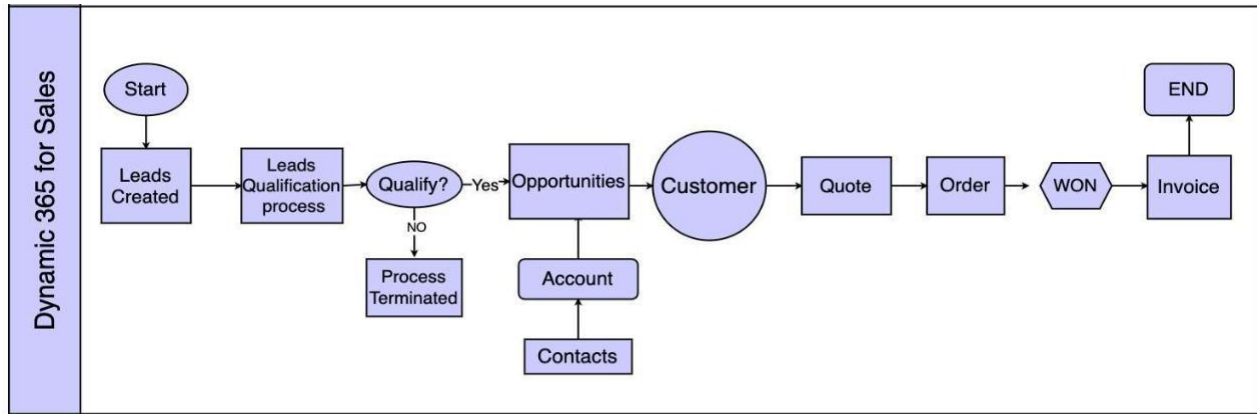 Dynamic 365 for Sales
Start
Leads
Created
Leads
Qualification
process
Qualify?
Yes
NO
Process
Terminated
Opportunities
Account
Contacts
Customer
Quote
Order
WON
Invoice
END